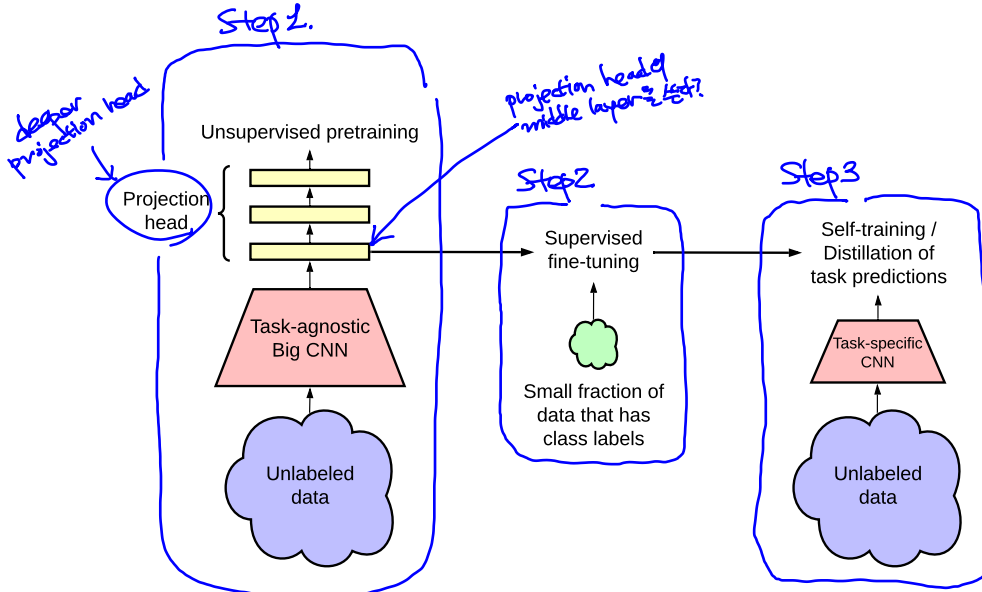 Step 1.
deeper
projection head
projection head의
middle layer
Unsupervised pretraining
Projection
head
Task-agnostic
Big CNN
Unlabeled
data
Step2
Supervised
fine-tuning
Small fraction of
data that has
class labels
Step3
Self-training /
Distillation of
task predictions
Task-specific
CNN
Unlabeled
data